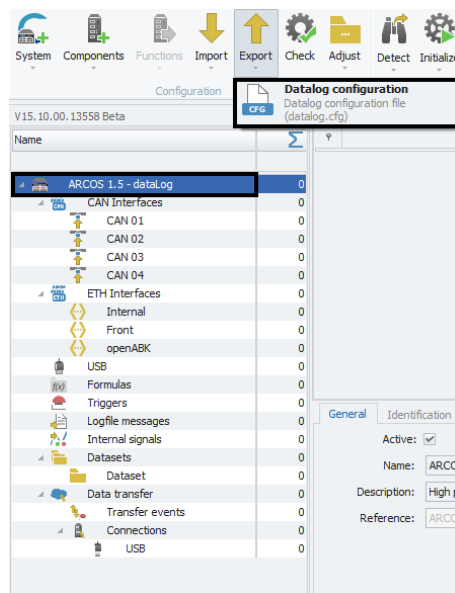 System Components Functions Import Export Check Adjust Detect Initialize
Configuration
CFG
Datalog configuration
Datalog configuration file
(datalog.cfg)
V15.10.00.13558 Beta
Name Σ
ARCOS 1.5 - dataLog 0
CAN Interfaces 0
CAN 01 0
CAN 02 0
CAN 03 0
CAN 04 0
ETH Interfaces 0
Internal 0
Front 0
openABK 0
USB 0
f(x) Formulas 0
Triggers 0
Logfile messages 0
Internal signals 0
Datasets 0
Dataset 0
Data transfer 0
Transfer events 0
Connections 0
USB 0
General Identification
Active:
Name: ARCO
Description: High p
Reference: ARCO